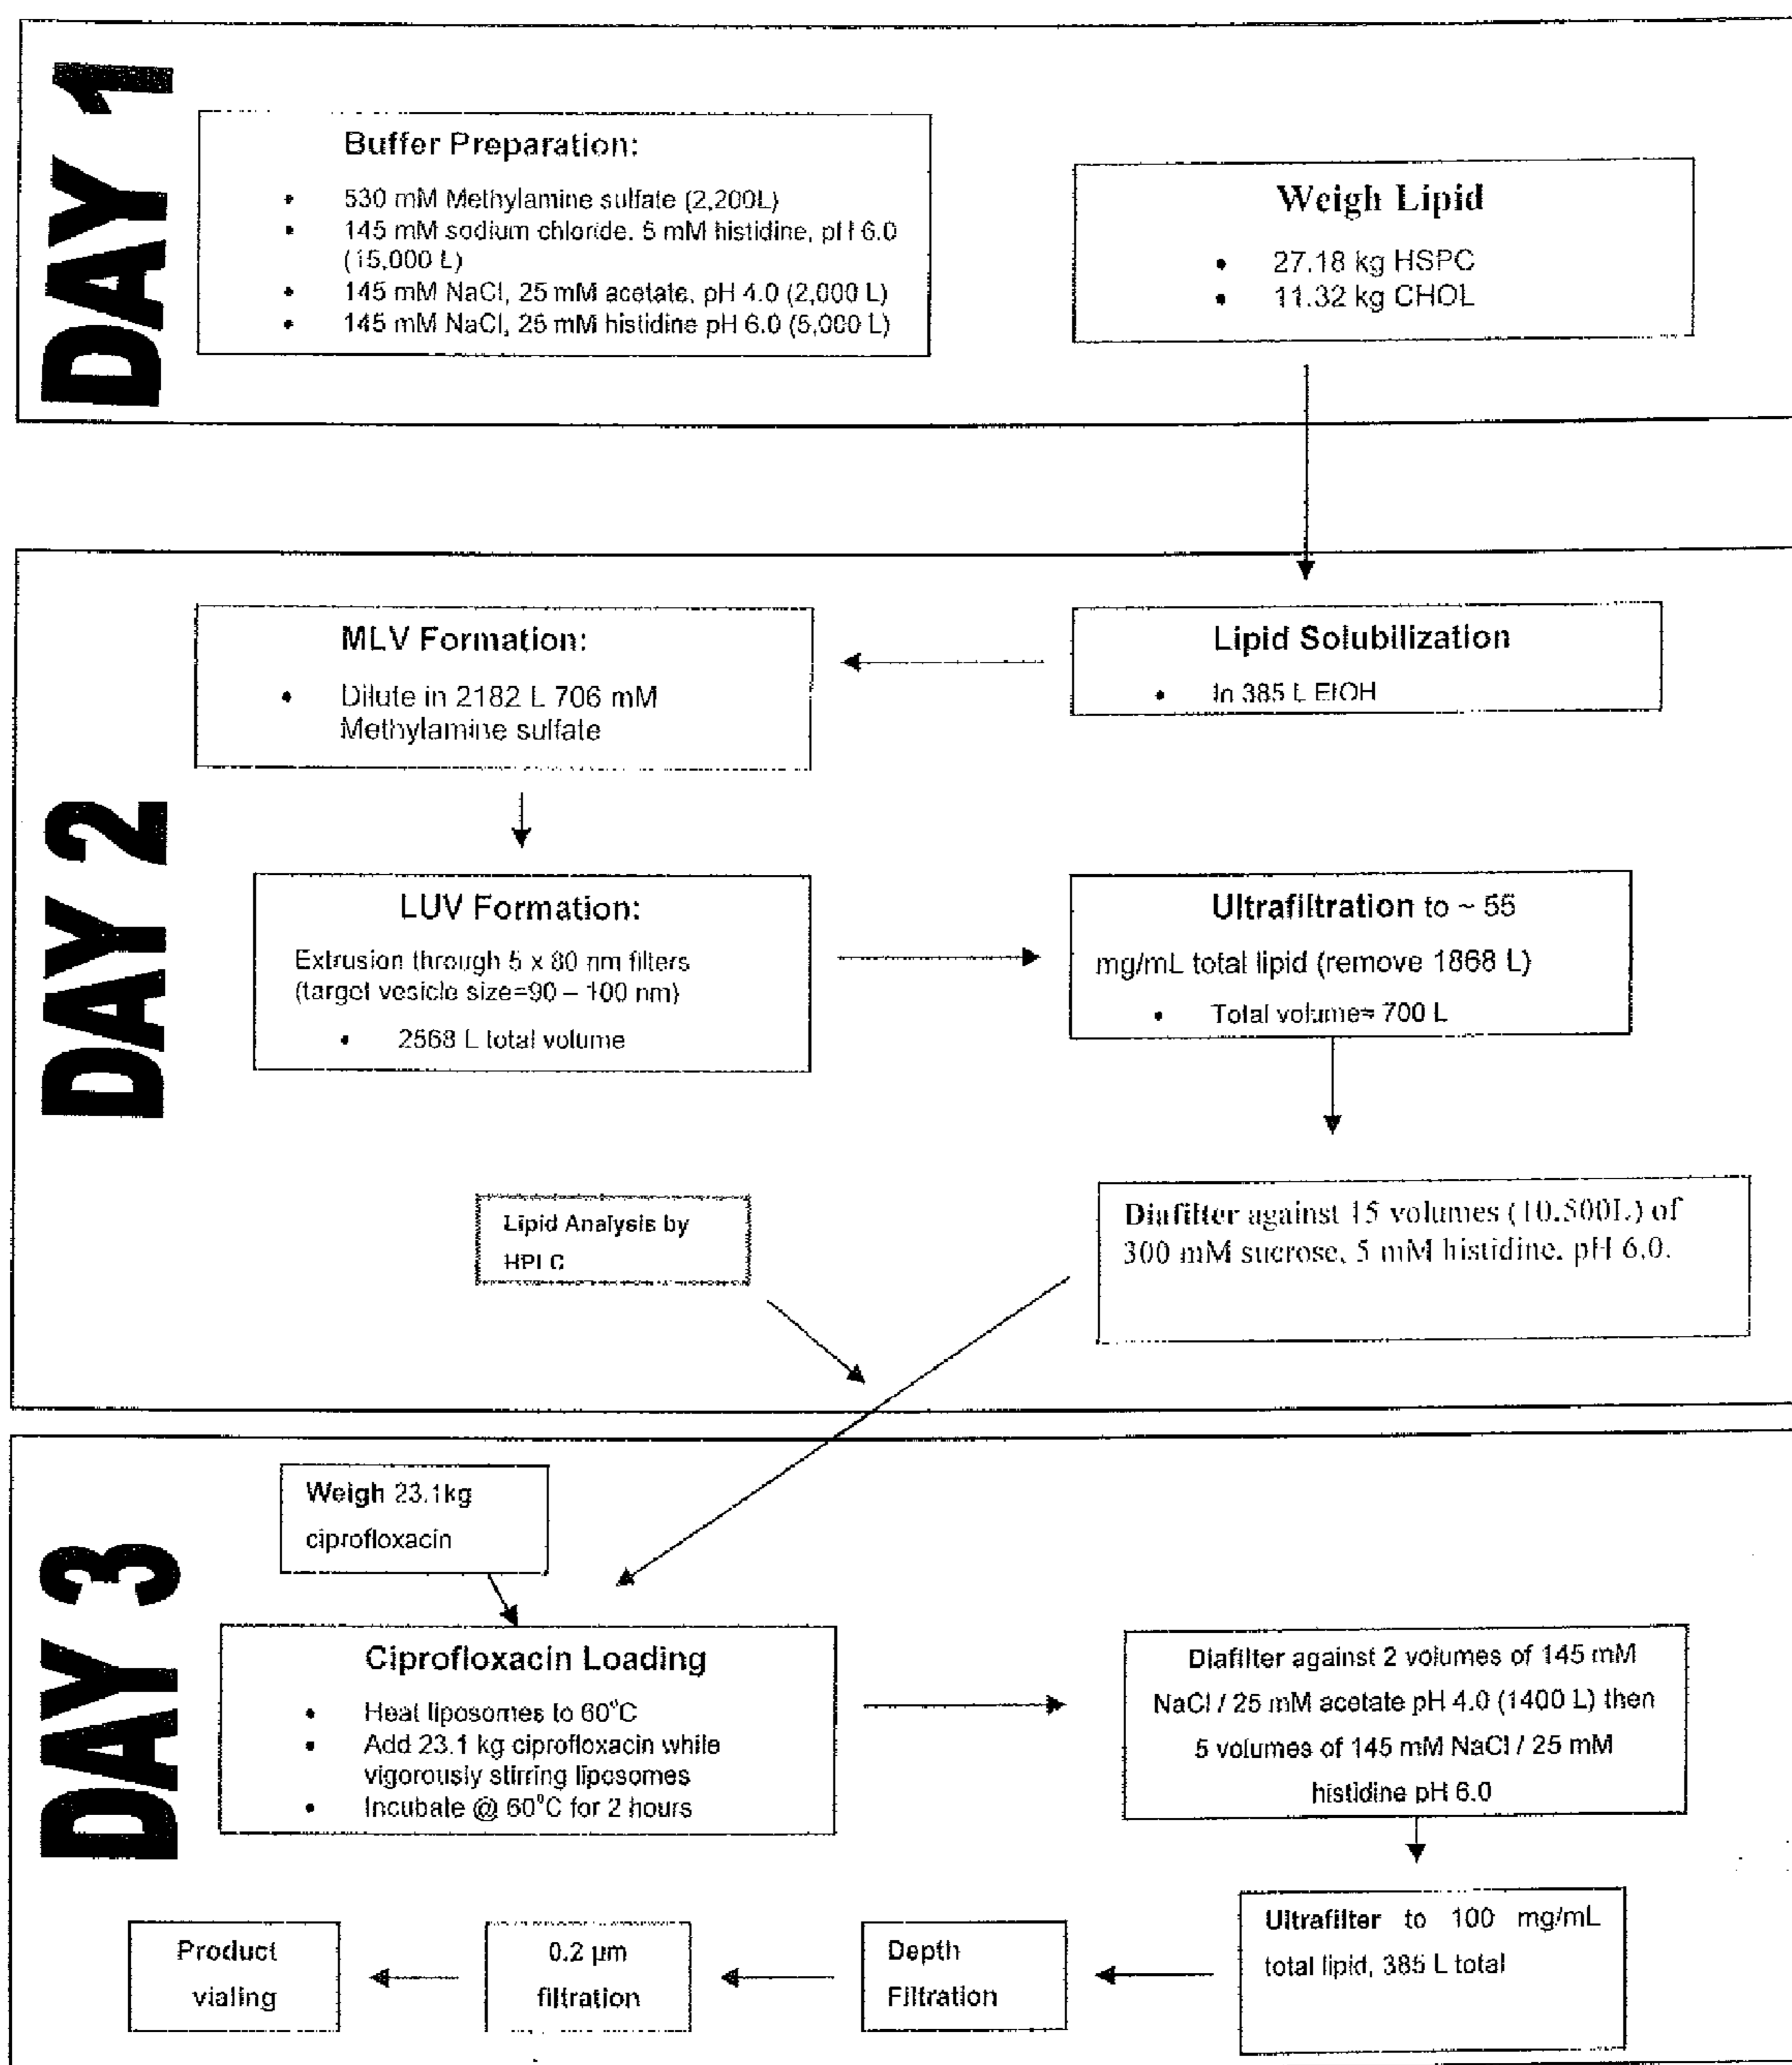 DAY 1
Buffer Preparation:
• 530 mM Methylamine sulfate (2,200L)
• 145 mM sodium chloride. 5 mM histidine, pH 6.0
(15,000 L)
• 145 mM NaCl, 25 mM acetate, pH 4.0 (2,000 L)
• 145 mM NaCl, 25 mM histidine pH 6.0 (5,000 L)
Weigh Lipid
• 27.18 kg HSPC
• 11.32 kg CHOL
DAY 2
Lipid Solubilization
• In 385 L EtOH
MLV Formation:
• Dilute in 2182 L 706 mM
Methylamine sulfate
LUV Formation:
Extrusion through 5 x 80 nm filters
(target vesicle size=90 – 100 nm)
• 2568 L total volume
Ultrafiltration to ~ 55
mg/mL total lipid (remove 1868 L)
• Total volume= 700 L
Diafilter against 15 volumes (10.500L) of
300 mM sucrose, 5 mM histidine. pH 6.0.
Lipid Analysis by
HPLC
DAY 3
Weigh 23.1kg
ciprofloxacin
Ciprofloxacin Loading
• Heat liposomes to 60°C
• Add 23.1 kg ciprofloxacin while
vigorously stirring liposomes
• Incubate @ 60°C for 2 hours
Diafilter against 2 volumes of 145 mM
NaCl / 25 mM acetate pH 4.0 (1400 L) then
5 volumes of 145 mM NaCl / 25 mM
histidine pH 6.0
Ultrafilter to 100 mg/mL
total lipid, 385 L total
Depth
Filtration
0.2 µm
filtration
Product
vialing